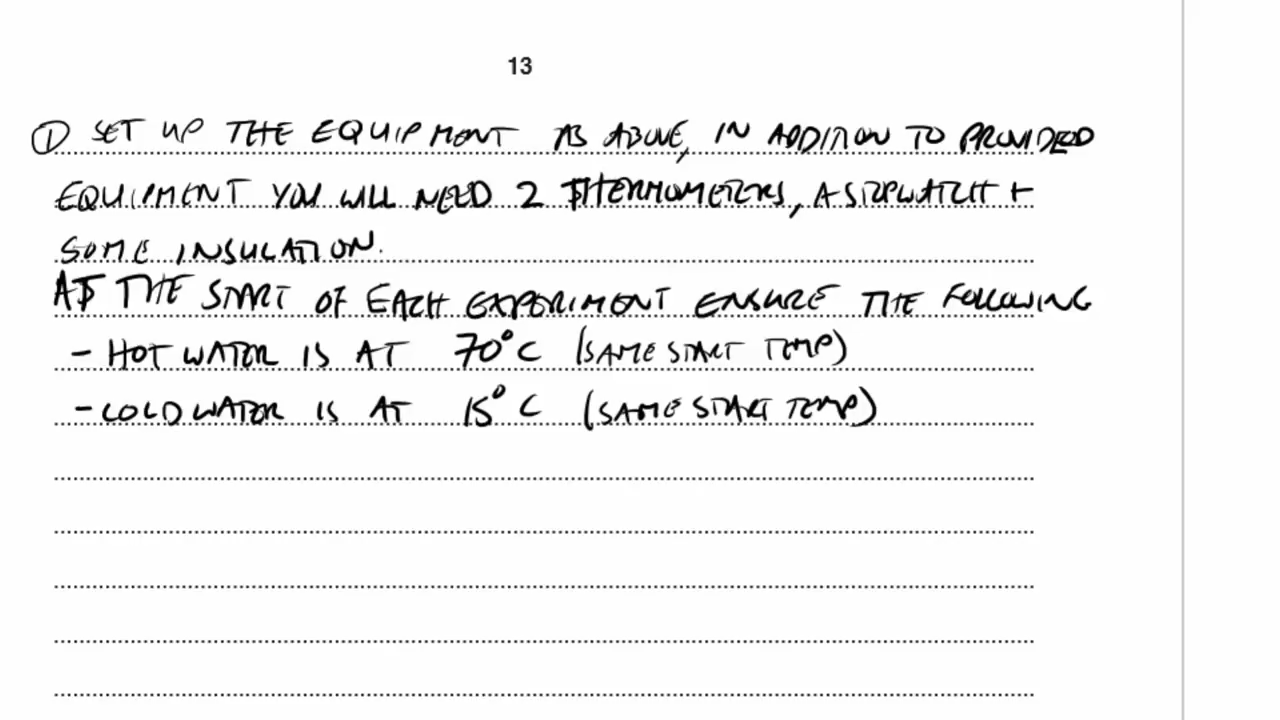 13
① SET UP THE EQUIPMENT AS ABOVE, IN ADDITION TO PROVIDED
EQUIPMENT YOU WILL NEED 2 THERMOMETERS, A STOPWATCH +
SOME INSULATION.
AT THE START OF EACH EXPERIMENT ENSURE THE FOLLOWING
- HOT WATER IS AT 70°C (SAME START TEMP)
- COLD WATER IS AT 15°C (SAME START TEMP)